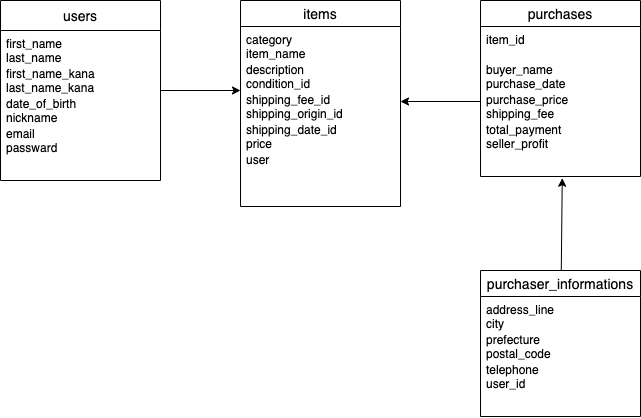 users
first_name
last_name
first_name_kana
last_name_kana
date_of_birth
nickname
email
passward
items
category
item_name
description
condition_id
shipping_fee_id
shipping_origin_id
shipping_date_id
price
user
purchases
item_id
buyer_name
purchase_date
purchase_price
shipping_fee
total_payment
seller_profit
purchaser_informations
address_line
city
prefecture
postal_code
telephone
user_id